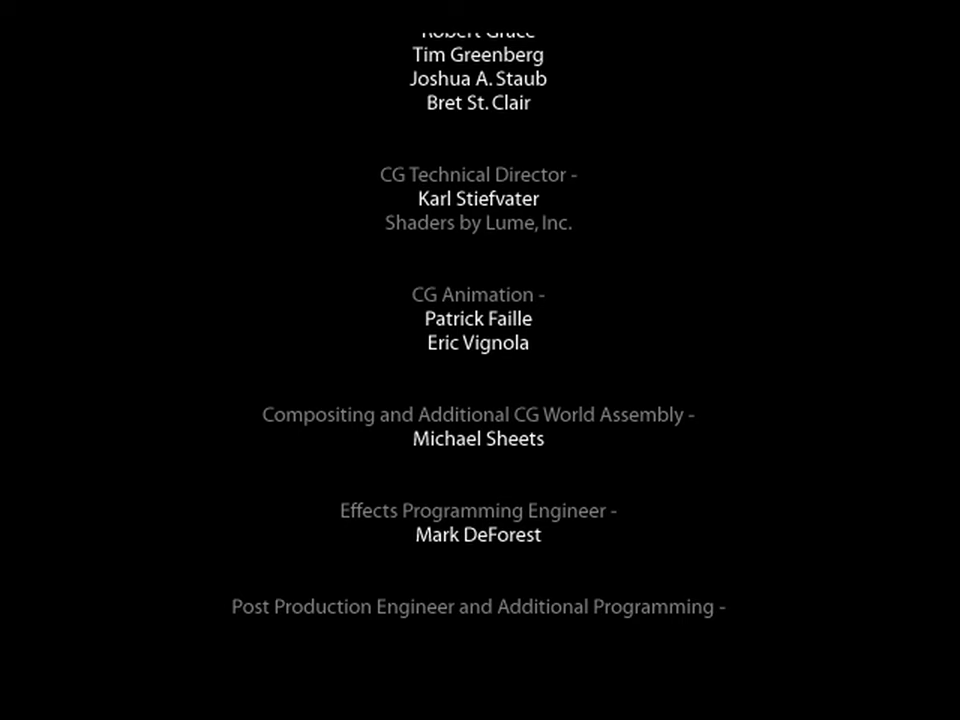 Robert Grace
Tim Greenberg
Joshua A. Staub
Bret St. Clair
CG Technical Director -
Karl Stiefvater
Shaders by Lume, Inc.
CG Animation -
Patrick Faille
Eric Vignola
Compositing and Additional CG World Assembly -
Michael Sheets
Effects Programming Engineer -
Mark DeForest
Post Production Engineer and Additional Programming -